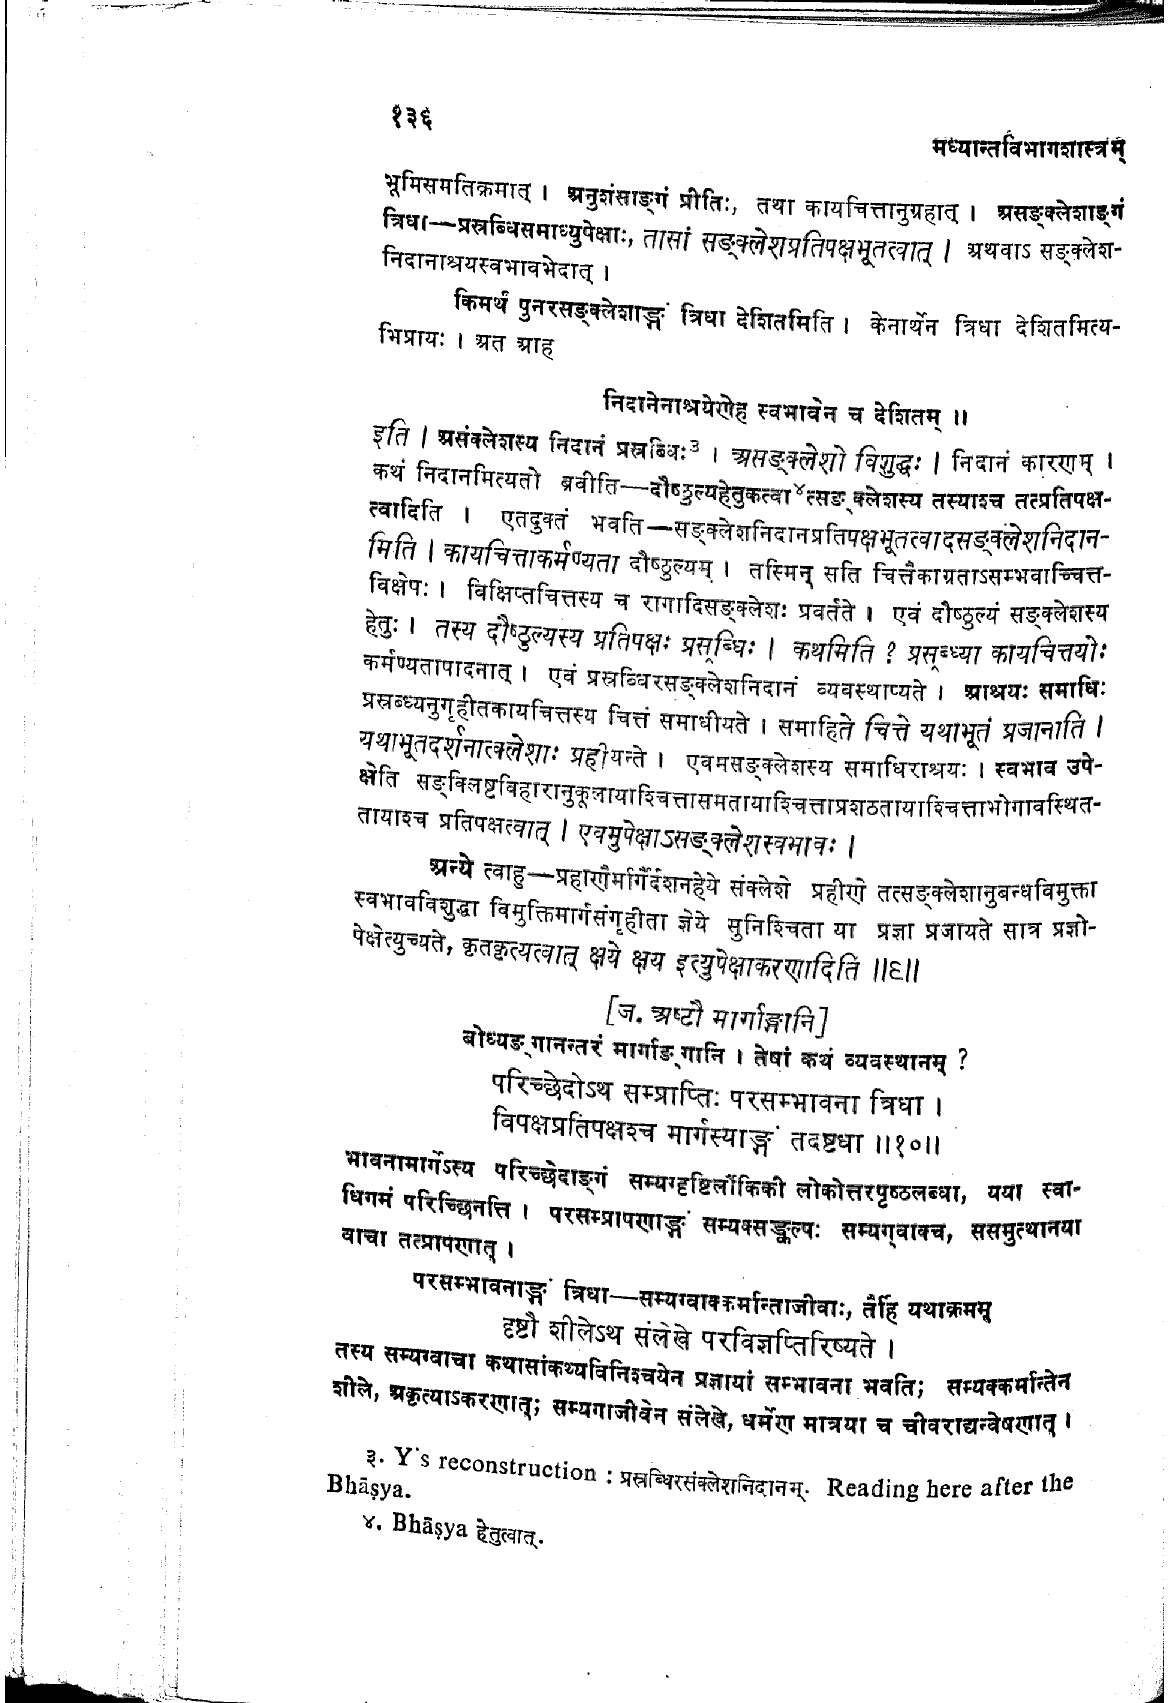 १३६
मध्यान्तविभागशास्त्रम्
भूमिसमतिक्रमात् । अनुशंसाङ्गं प्रीतिः, तथा कायचित्तानुग्रहात् । असङ्क्लेशाङ्गं
त्रिधा—प्रस्रब्धिसमाध्युपेक्षाः, तासां सङ्क्लेशप्रतिपक्षभूतत्वात् । अथवाऽ सङ्क्लेश-
निदानाश्रयस्वभावभेदात् ।
किमर्थं पुनरसङ्क्लेशाङ्गं त्रिधा देशितमिति । केनार्थेन त्रिधा देशितमित्य-
भिप्रायः । अत आह
निदानेनाश्रयेणेह स्वभावेन च देशितम् ॥
इति । असंक्लेशस्य निदानं प्रस्रब्धिः³ । असङ्क्लेशो विशुद्धः । निदानं कारणम् ।
कथं निदानमित्यतो ब्रवीति—दौष्ठुल्यहेतुकत्वा⁴त्सङ्क्लेशस्य तस्याश्च तत्प्रतिपक्ष-
त्वादिति । एतदुक्तं भवति—सङ्क्लेशनिदानप्रतिपक्षभूतत्वादसङ्क्लेशनिदान-
मिति । कायचित्ताकर्मण्यता दौष्ठुल्यम् । तस्मिन् सति चित्तैकाग्रताऽसम्भवाच्चित्त-
विक्षेपः । विक्षिप्तचित्तस्य च रागादिसङ्क्लेशः प्रवर्तते । एवं दौष्ठुल्यं सङ्क्लेशस्य
हेतुः । तस्य दौष्ठुल्यस्य प्रतिपक्षः प्रसृब्धिः । कथमिति ? प्रसृब्ध्या कायचित्तयोः
कर्मण्यतापादनात् । एवं प्रस्रब्धिरसङ्क्लेशनिदानं व्यवस्थाप्यते । आश्रयः समाधिः
प्रस्रब्ध्यनुगृहीतकायचित्तस्य चित्तं समाधीयते । समाहिते चित्ते यथाभूतं प्रजानाति ।
यथाभूतदर्शनात्क्लेशाः प्रहीयन्ते । एवमसङ्क्लेशस्य समाधिराश्रयः । स्वभाव उपे-
क्षेति सङ्क्लिष्टविहारानुकूलायाश्चित्तासमतायाश्चित्ताप्रशठतायाश्चित्ताभोगावस्थित-
तायाश्च प्रतिपक्षत्वात् । एवमुपेक्षाऽसङ्क्लेशस्वभावः ।
अन्ये त्वाहु—प्रहाणैर्मार्गैर्दशनहेये संक्लेशे प्रहीणे तत्सङ्क्लेशानुबन्धविमुक्ता
स्वभावविशुद्धा विमुक्तिमार्गसंगृहीता ज्ञेये सुनिश्चिता या प्रज्ञा प्रजायते सात्र प्रज्ञो-
पेक्षेत्युच्यते, कृतकृत्यत्वात् क्षये क्षय इत्युपेक्षाकरणादिति ॥९॥
[ज. अष्टौ मार्गाङ्गानि]
बोध्यङ्गानन्तरं मार्गाङ्गानि । तेषां कथं व्यवस्थानम् ?
परिच्छेदोऽथ सम्प्राप्तिः परसम्भावना त्रिधा ।
विपक्षप्रतिपक्षश्च मार्गस्याङ्गं तदष्टधा ॥१०॥
भावनामार्गेऽस्य परिच्छेदाङ्गं सम्यग्दृष्टिर्लौकिकी लोकोत्तरपृष्ठलब्धा, यया स्वा-
धिगमं परिच्छिनत्ति । परसम्प्रापणाङ्गं सम्यक्सङ्कल्पः सम्यग्वाक्च, ससमुत्थानया
वाचा तत्प्रापणात् ।
परसम्भावनाङ्गं त्रिधा—सम्यग्वाक्कर्मान्ताजीवाः, तैर्हि यथाक्रमम्
दृष्टौ शीलेऽथ संलेखे परविज्ञप्तिरिष्यते ।
तस्य सम्यग्वाचा कथासांकथ्यविनिश्चयेन प्रज्ञायां सम्भावना भवति; सम्यक्कर्मान्तेन
शीले, अकृत्याऽकरणात्; सम्यगाजीवेन संलेखे, धर्मेण मात्रया च चीवराद्यन्वेषणात् ।
३. Y's reconstruction : प्रस्रब्धिरसंक्लेशनिदानम्. Reading here after the
Bhāṣya.
४. Bhāṣya हेतुत्वात्.